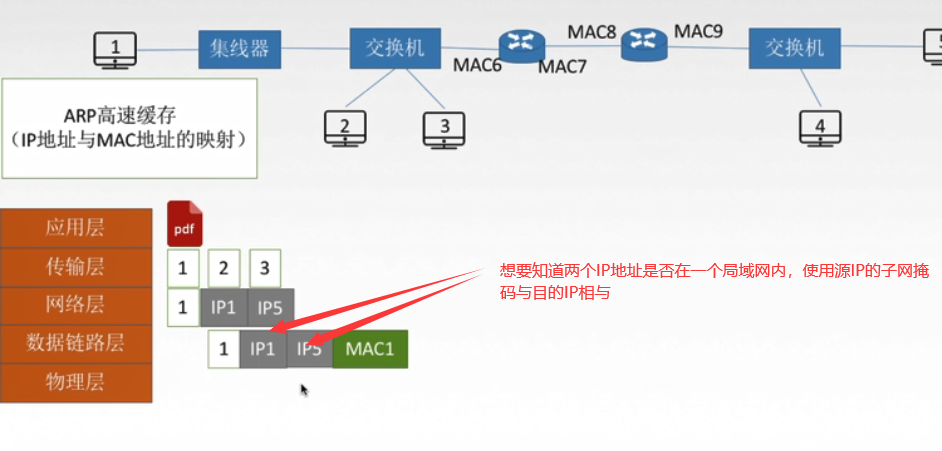 1
集线器
交换机
MAC6
MAC7
MAC8
MAC9
交换机
2
3
4
ARP高速缓存
（IP地址与MAC地址的映射）
应用层
pdf
传输层
1 2 3
网络层
1 IP1 IP5
数据链路层
1 IP1 IP5 MAC1
物理层
想要知道两个IP地址是否在一个局域网内，使用源IP的子网掩
码与目的IP相与